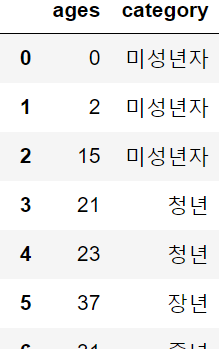 ages category
0 0 미성년자
1 2 미성년자
2 15 미성년자
3 21 청년
4 23 청년
5 37 장년